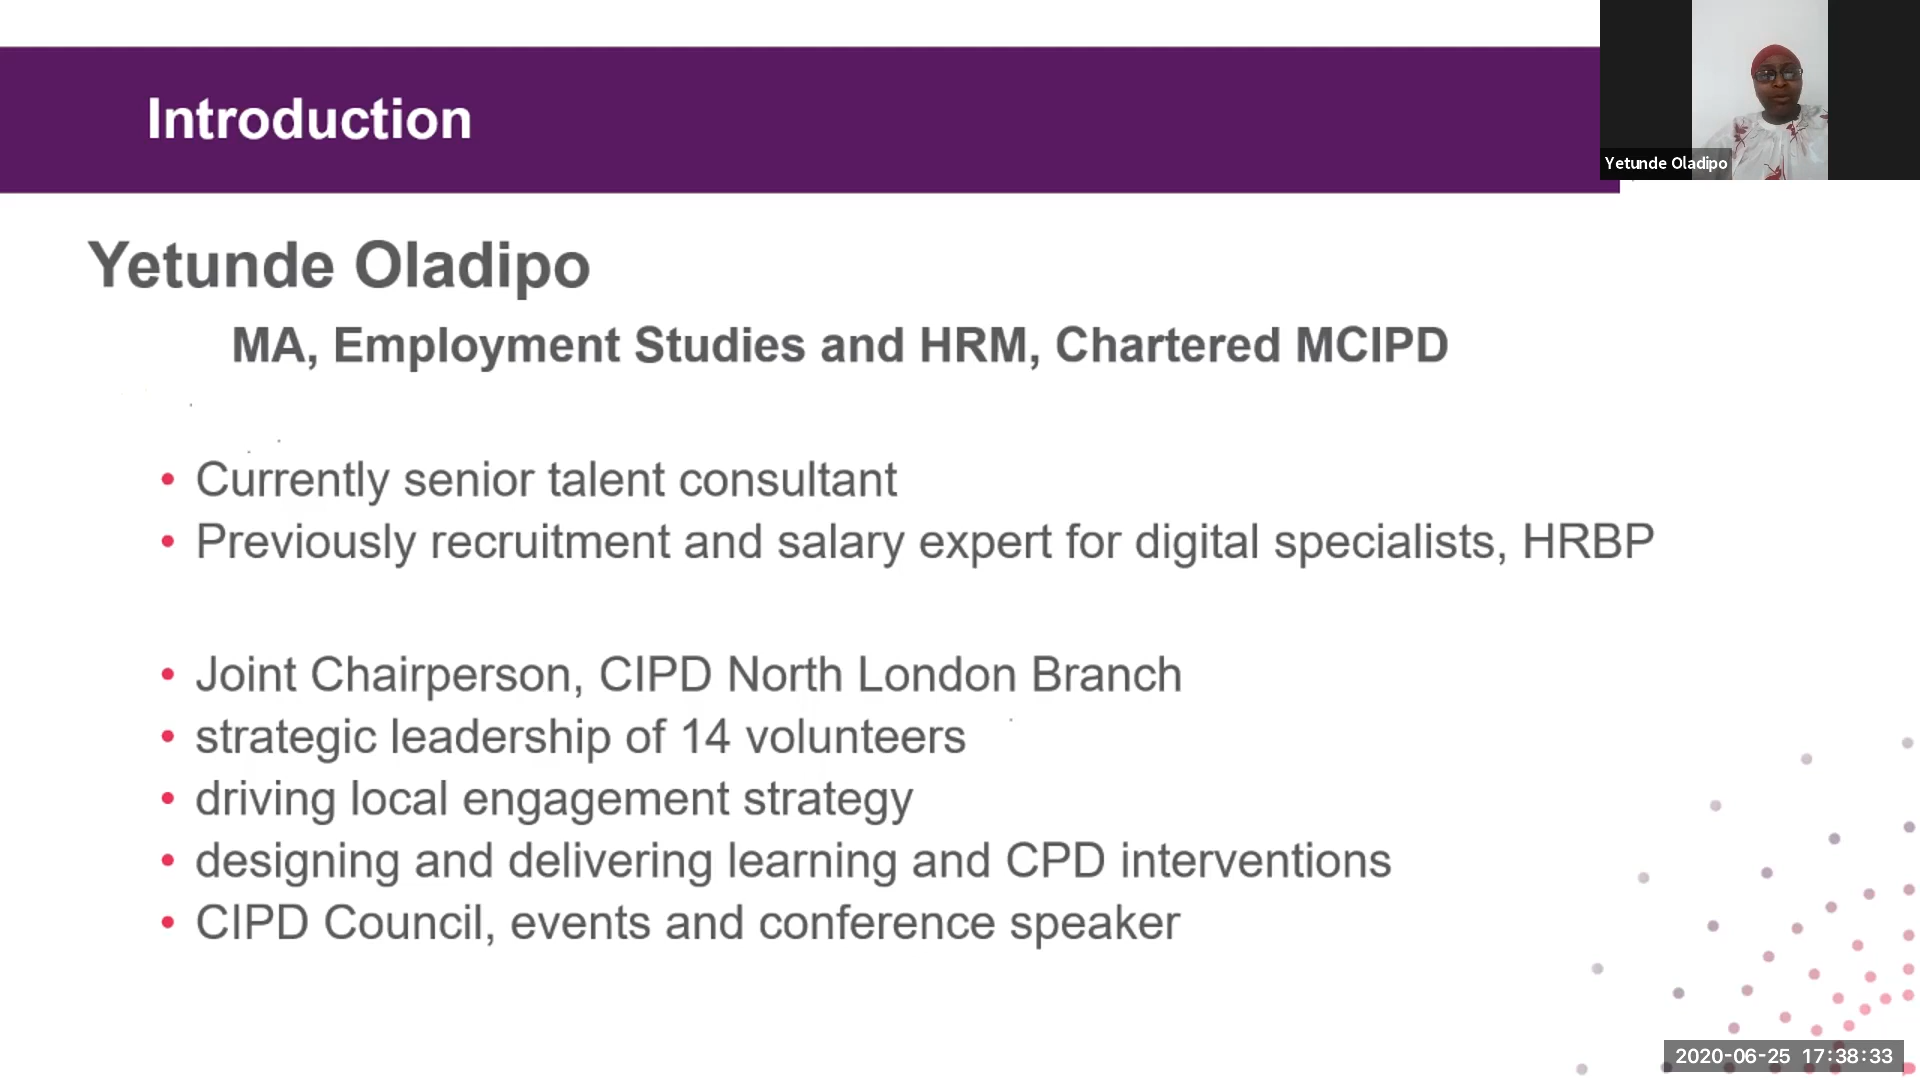 Introduction
Yetunde Oladipo
Yetunde Oladipo
MA, Employment Studies and HRM, Chartered MCIPD
• Currently senior talent consultant
• Previously recruitment and salary expert for digital specialists, HRBP
• Joint Chairperson, CIPD North London Branch
• strategic leadership of 14 volunteers
• driving local engagement strategy
• designing and delivering learning and CPD interventions
• CIPD Council, events and conference speaker
2020-06-25 17:38:33